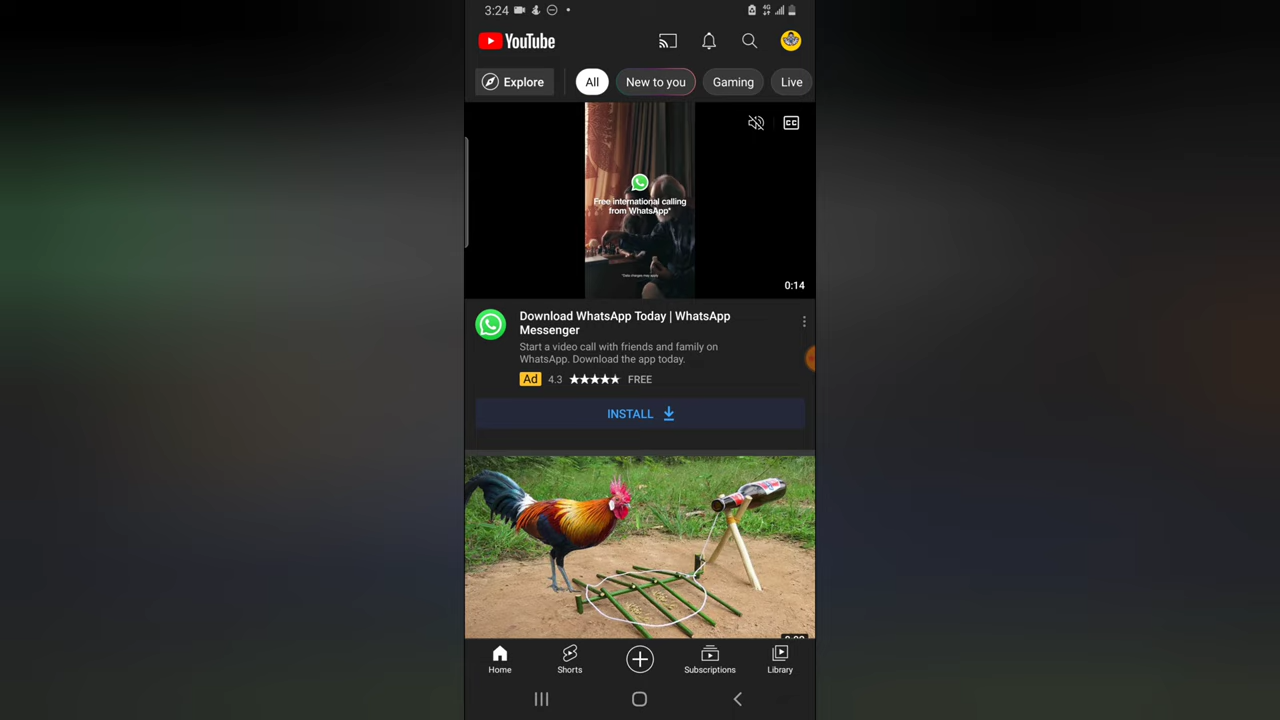 3:24
4G
YouTube
Explore
All
New to you
Gaming
Live
CC
Free international calling
from WhatsApp*
0:14
Download WhatsApp Today | WhatsApp
Messenger
Start a video call with friends and family on
WhatsApp. Download the app today.
Ad 4.3 FREE
INSTALL
Home
Shorts
Subscriptions
Library